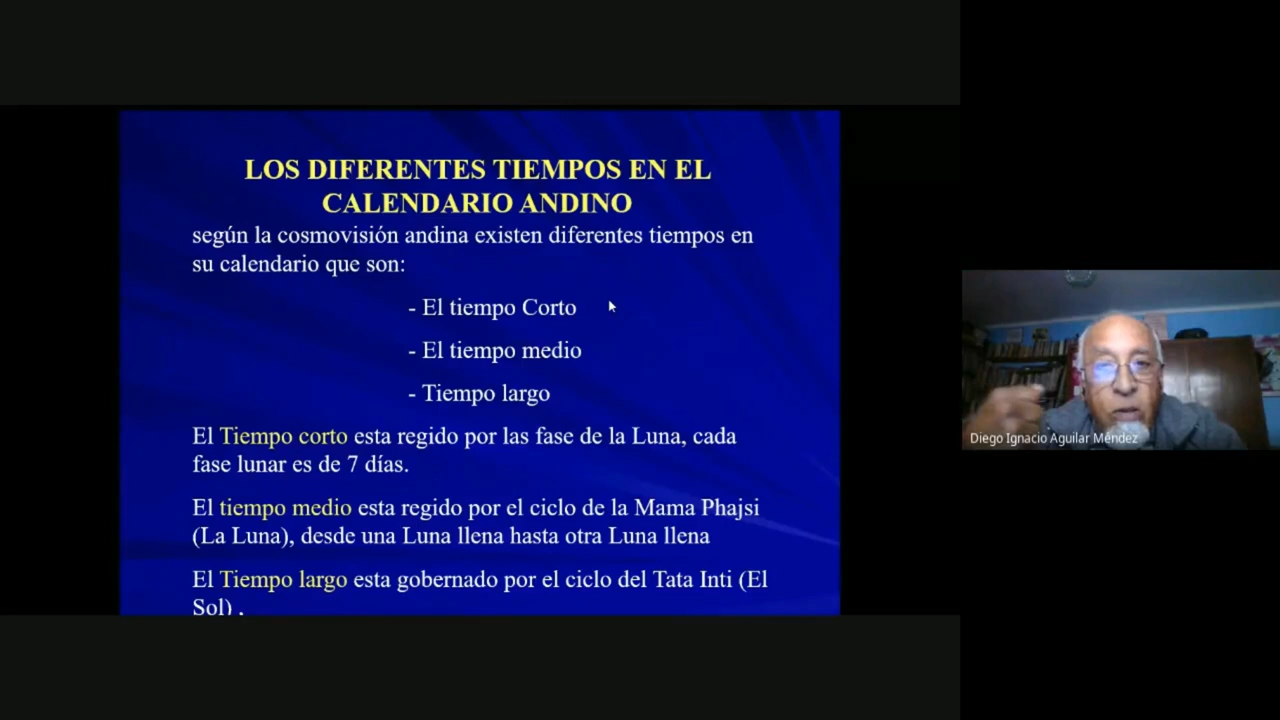 LOS DIFERENTES TIEMPOS EN EL
CALENDARIO ANDINO
según la cosmovisión andina existen diferentes tiempos en
su calendario que son:
- El tiempo Corto
- El tiempo medio
- Tiempo largo
El Tiempo corto esta regido por las fase de la Luna, cada
fase lunar es de 7 días.
El tiempo medio esta regido por el ciclo de la Mama Phajsi
(La Luna), desde una Luna llena hasta otra Luna llena
El Tiempo largo esta gobernado por el ciclo del Tata Inti (El
Sol) .
Diego Ignacio Aguilar Méndez